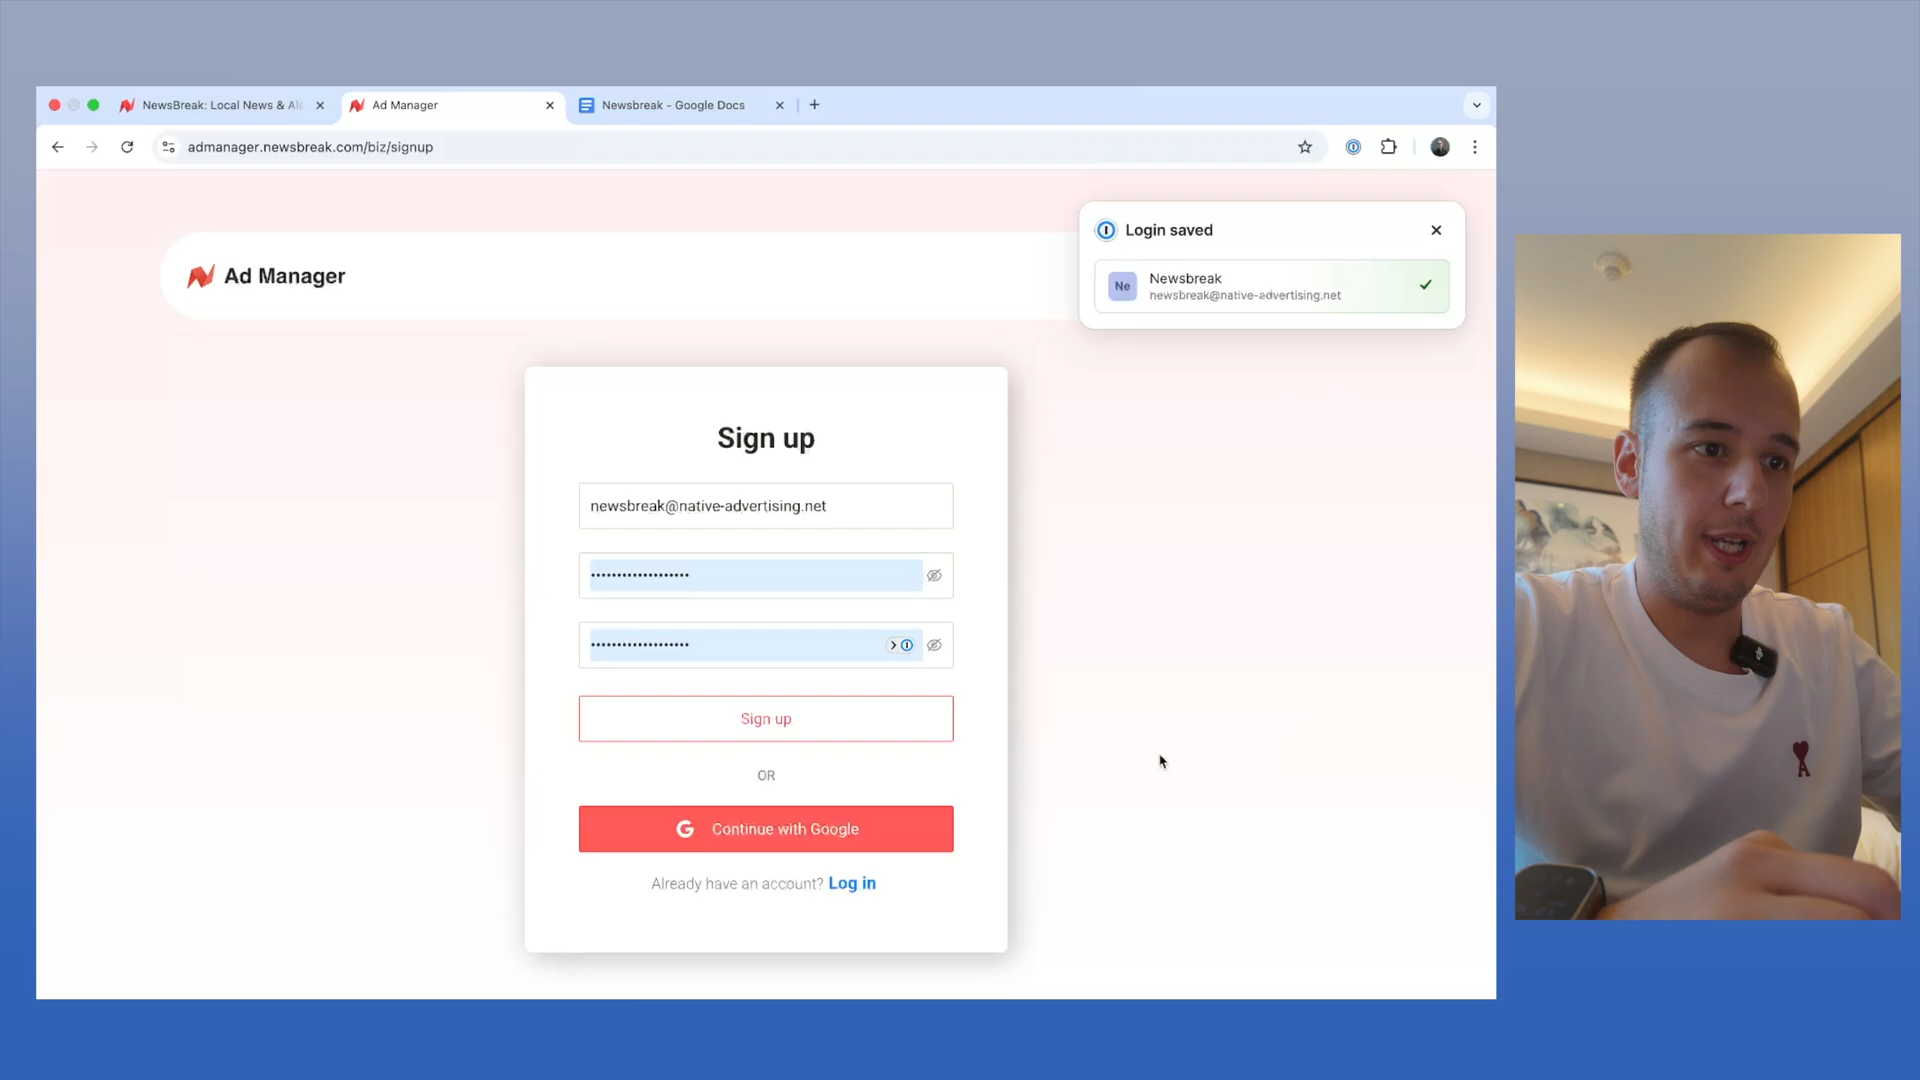 NewsBreak: Local News & Ale
Ad Manager
Newsbreak - Google Docs
admanager.newsbreak.com/biz/signup
Ad Manager
Login saved
Ne
Newsbreak
newsbreak@native-advertising.net
Sign up
newsbreak@native-advertising.net
•••••••••••••••••••
•••••••••••••••••••
Sign up
OR
G Continue with Google
Already have an account? Log in
A